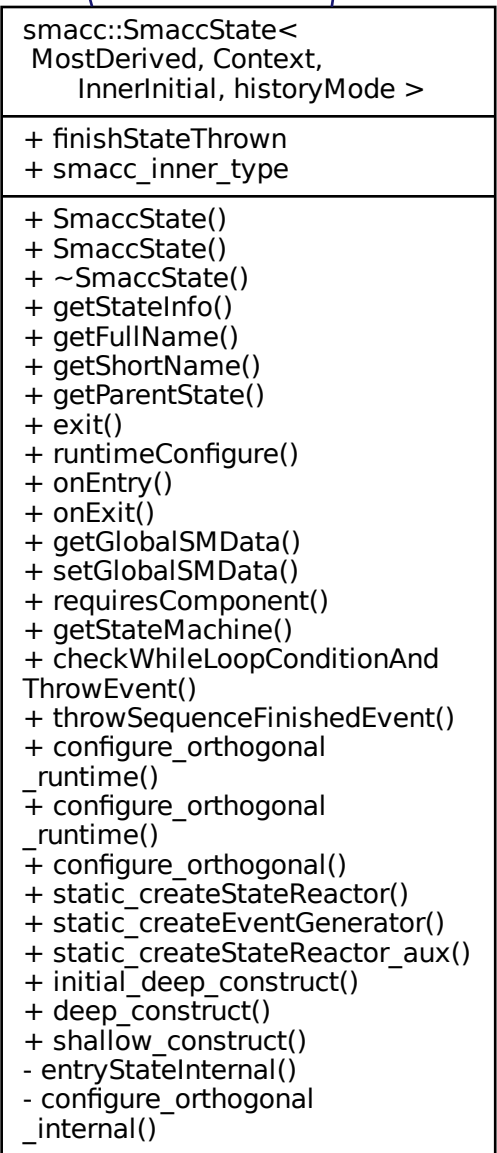 smacc::SmaccState<
MostDerived, Context,
InnerInitial, historyMode >
+ finishStateThrown
+ smacc_inner_type
+ SmaccState()
+ SmaccState()
+ ~SmaccState()
+ getStateInfo()
+ getFullName()
+ getShortName()
+ getParentState()
+ exit()
+ runtimeConfigure()
+ onEntry()
+ onExit()
+ getGlobalSMData()
+ setGlobalSMData()
+ requiresComponent()
+ getStateMachine()
+ checkWhileLoopConditionAnd
ThrowEvent()
+ throwSequenceFinishedEvent()
+ configure_orthogonal
_runtime()
+ configure_orthogonal
_runtime()
+ configure_orthogonal()
+ static_createStateReactor()
+ static_createEventGenerator()
+ static_createStateReactor_aux()
+ initial_deep_construct()
+ deep_construct()
+ shallow_construct()
- entryStateInternal()
- configure_orthogonal
_internal()